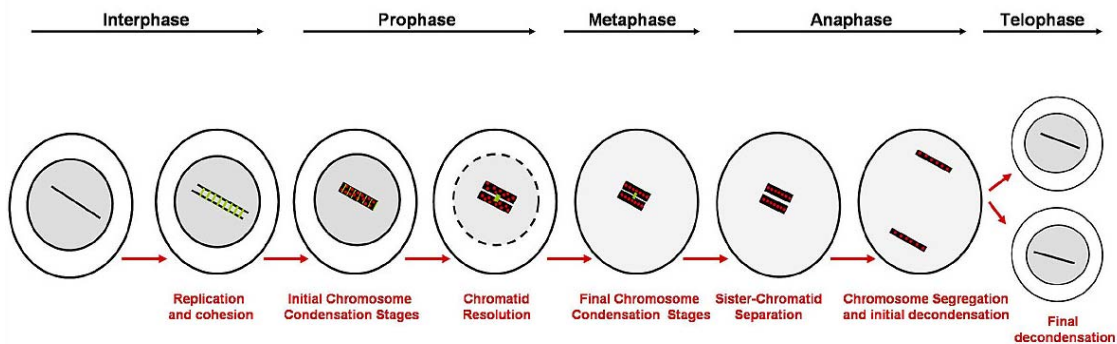 Interphase
Prophase
Metaphase
Anaphase
Telophase
Replication
and cohesion
Initial Chromosome
Condensation Stages
Chromatid
Resolution
Final Chromosome
Condensation Stages
Sister-Chromatid
Separation
Chromosome Segregation
and initial decondensation
Final
decondensation